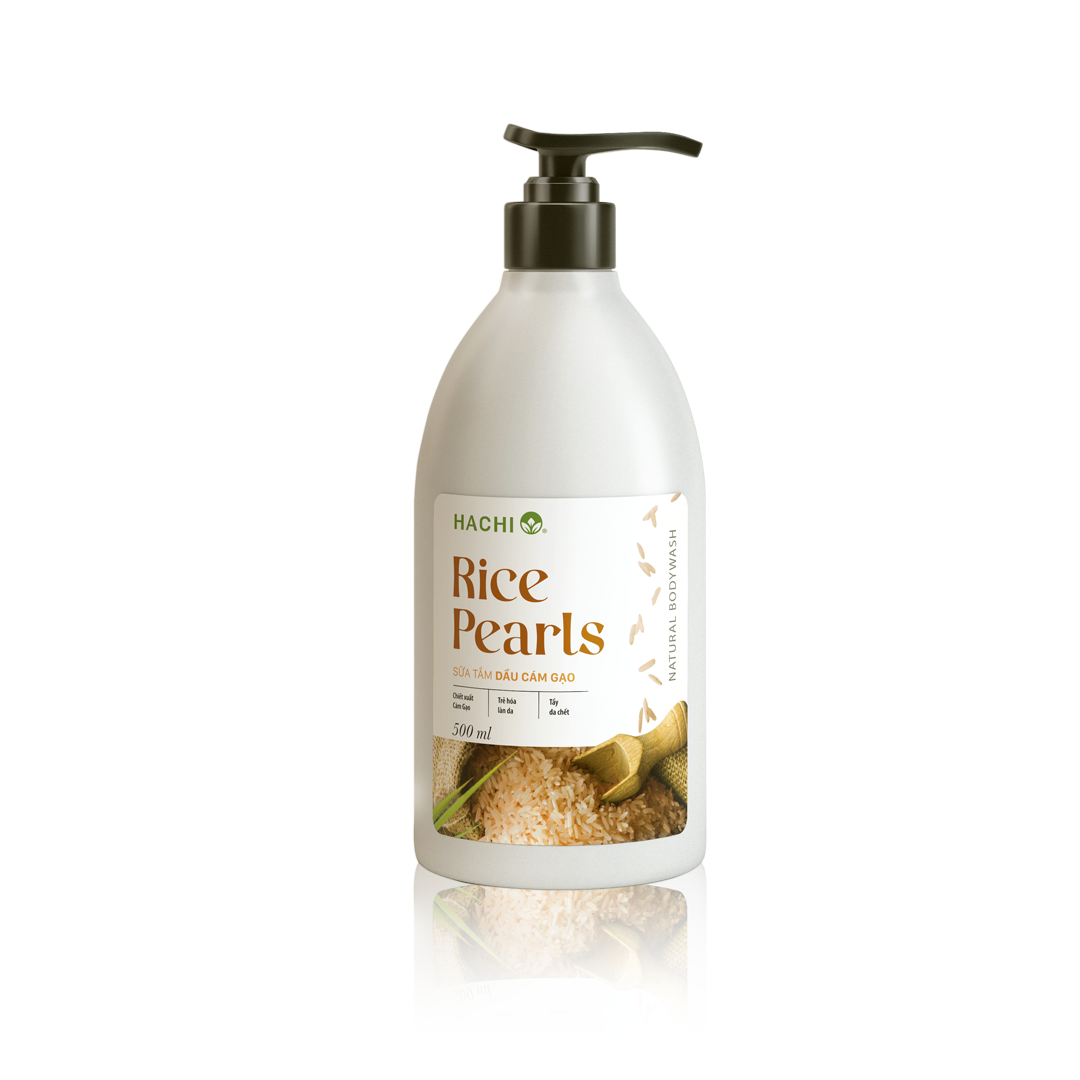 HACHI
Rice
Pearls
SỮA TẮM DẦU CÁM GẠO
Chiết xuất
Cám Gạo
Trẻ hóa
làn da
Tẩy
da chết
500 ml
NATURAL BODYWASH